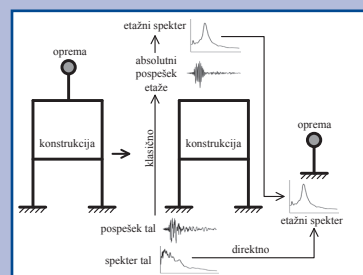 etažni spekter
oprema
absolutni
pospešek
etaže
oprema
konstrukcija
klasično
konstrukcija
etažni spekter
pospešek tal
direktno
spekter tal